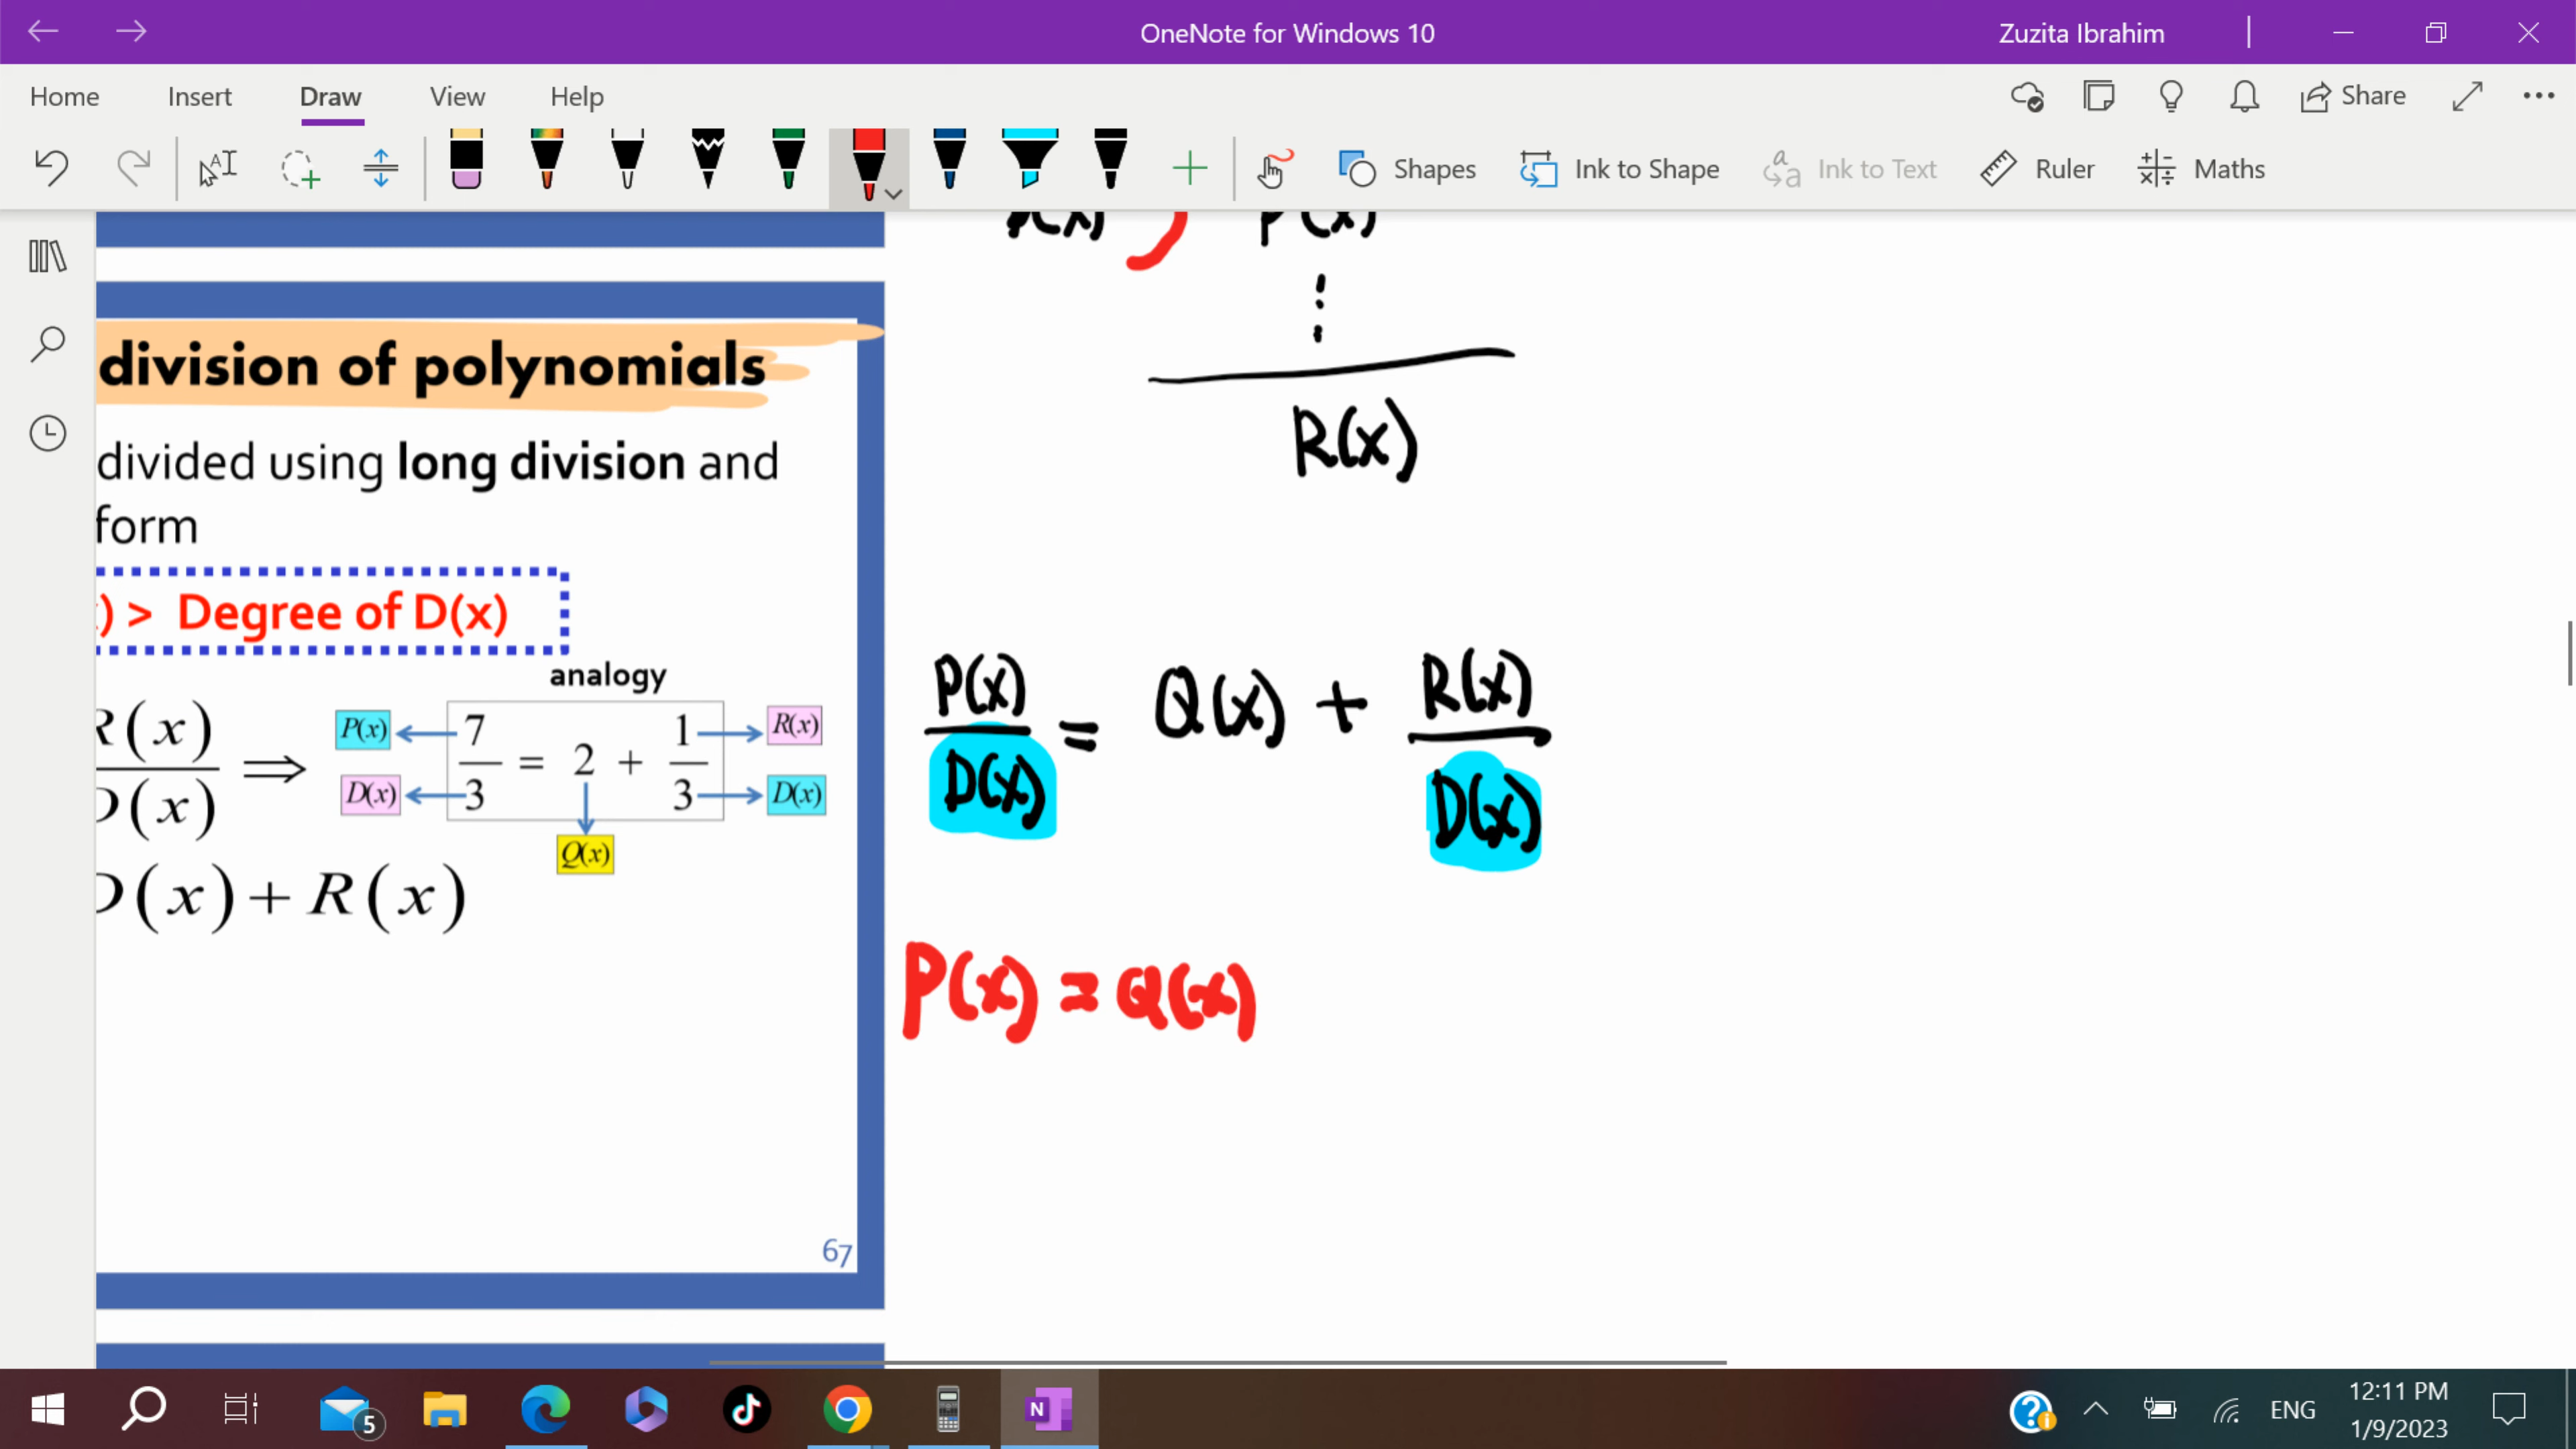 OneNote for Windows 10
Zuzita Ibrahim
Home Insert Draw View Help
Share
Shapes Ink to Shape Ink to Text Ruler Maths
P(x)
R(x)
division of polynomials
divided using long division and
form
) > Degree of D(x)
analogy
R(x)/D(x) ⟹ P(x) 7/3 = 2 + 1/3 R(x)
D(x) D(x)
Q(x)
D(x) + R(x)
67
P(x)/D(x) = Q(x) + R(x)/D(x)
P(x) = Q(x)
5
ENG
12:11 PM
1/9/2023